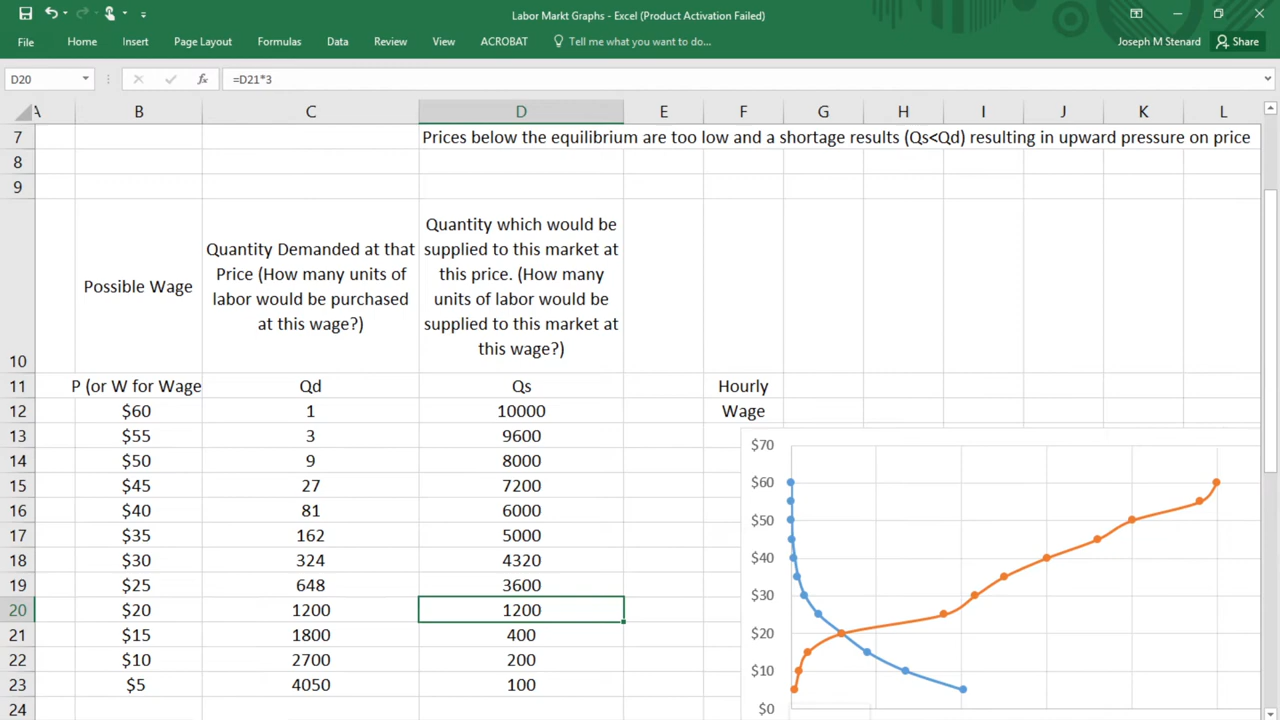 Labor Markt Graphs - Excel (Product Activation Failed)
File Home Insert Page Layout Formulas Data Review View ACROBAT Tell me what you want to do... Joseph M Stenard Share
D20 fx =D21*3
A B C D E F G H I J K L
7 Prices below the equilibrium are too low and a shortage results (Qs<Qd) resulting in upward pressure on price
8
9
Possible Wage
Quantity Demanded at that
Price (How many units of
labor would be purchased
at this wage?)
Quantity which would be
supplied to this market at
this price. (How many
units of labor would be
supplied to this market at
this wage?)
10
11 P (or W for Wage Qd Qs Hourly
12 $60 1 10000 Wage
13 $55 3 9600
14 $50 9 8000
15 $45 27 7200
16 $40 81 6000
17 $35 162 5000
18 $30 324 4320
19 $25 648 3600
20 $20 1200 1200
21 $15 1800 400
22 $10 2700 200
23 $5 4050 100
24
$70
$60
$50
$40
$30
$20
$10
$0